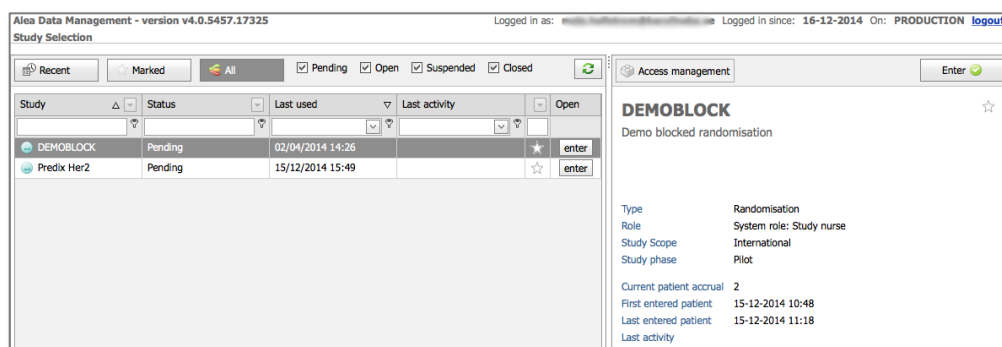 Alea Data Management - version v4.0.5457.17325
Logged in as: Logged in since: 16-12-2014 On: PRODUCTION logout
Study Selection
Recent Marked All Pending Open Suspended Closed
Study Status Last used Last activity Open
DEMOBLOCK Pending 02/04/2014 14:26 enter
Predix Her2 Pending 15/12/2014 15:49 enter
Access management Enter
DEMOBLOCK
Demo blocked randomisation
Type Randomisation
Role System role: Study nurse
Study Scope International
Study phase Pilot
Current patient accrual 2
First entered patient 15-12-2014 10:48
Last entered patient 15-12-2014 11:18
Last activity